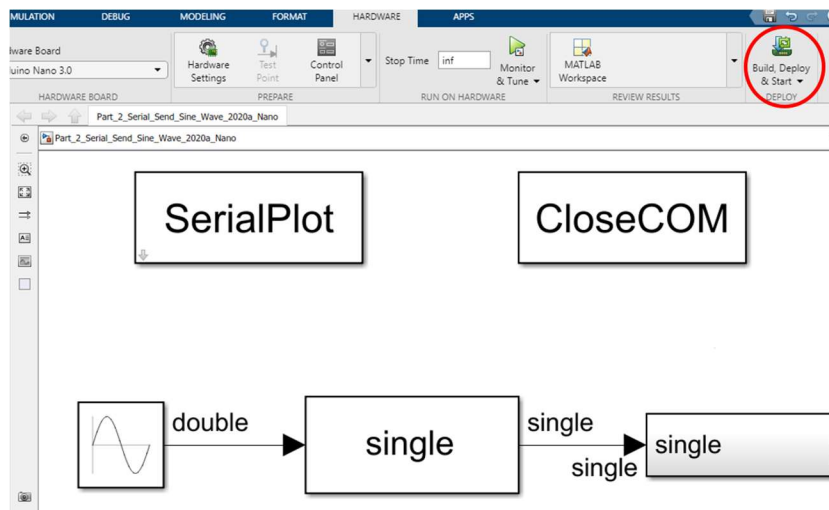 MULATION DEBUG MODELING FORMAT HARDWARE APPS
dware Board
uino Nano 3.0
Hardware Settings
Test Point
Control Panel
Stop Time inf
Monitor & Tune
MATLAB Workspace
Build, Deploy & Start
HARDWARE BOARD PREPARE RUN ON HARDWARE REVIEW RESULTS DEPLOY
Part_2_Serial_Send_Sine_Wave_2020a_Nano
Part_2_Serial_Send_Sine_Wave_2020a_Nano
SerialPlot CloseCOM
double single single single
single